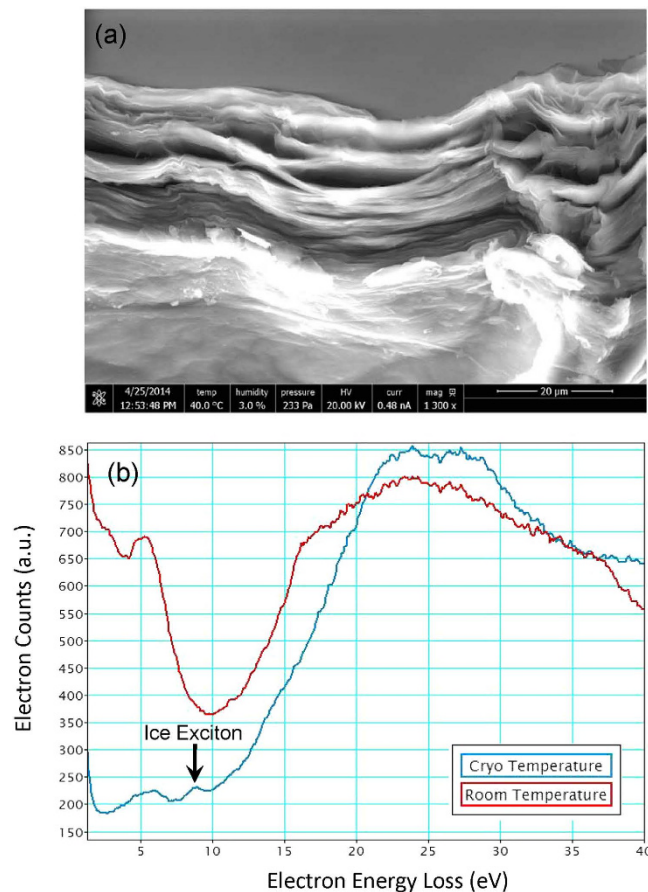 (a)
4/25/2014 temp humidity pressure HV curr mag
12:53:48 PM 40.0 °C 3.0 % 233 Pa 20.00 kV 0.48 nA 1 300 x
20 µm
(b)
850
800
750
700
650
600
550
500
450
400
350
300
250
200
150
Electron Counts (a.u.)
Ice Exciton
Cryo Temperature
Room Temperature
5 10 15 20 25 30 35 40
Electron Energy Loss (eV)